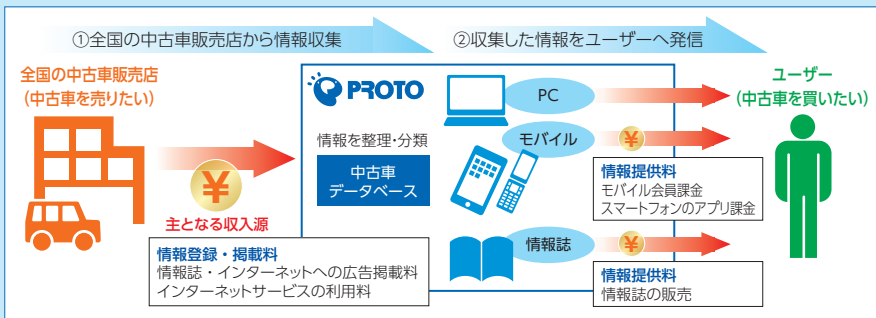 ①全国の中古車販売店から情報収集
②収集した情報をユーザーへ発信
全国の中古車販売店
(中古車を売りたい)
¥
主となる収入源
情報登録・掲載料
情報誌・インターネットへの広告掲載料
インターネットサービスの利用料
PROTO
情報を整理・分類
中古車
データベース
PC
モバイル
¥
情報提供料
モバイル会員課金
スマートフォンのアプリ課金
情報誌
¥
情報提供料
情報誌の販売
ユーザー
(中古車を買いたい)